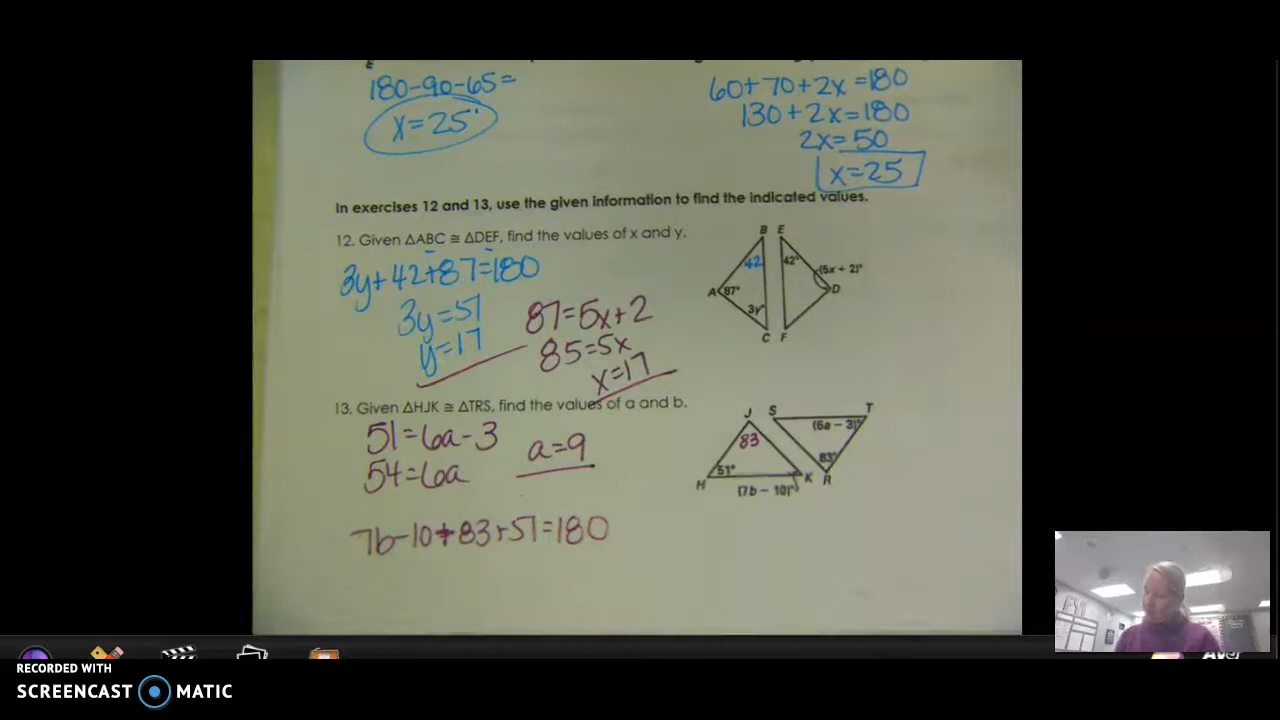 180-90-65=
x=25°
60+70+2x=180
130+2x=180
2x=50
x=25
In exercises 12 and 13, use the given information to find the indicated values.
12. Given △ABC ≅ △DEF, find the values of x and y.
3y+42+87=180
3y=51
y=17
87=5x+2
85=5x
x=17
B E
42 42°
(5x + 2)°
A 87° D
3y°
C F
13. Given △HJK ≅ △TRS, find the values of a and b.
51=6a-3
54=6a
a=9
7b-10+83+51=180
J S T
83 (6a - 3)°
51° 83°
H K R
(7b - 10)°
RECORDED WITH
SCREENCAST MATIC